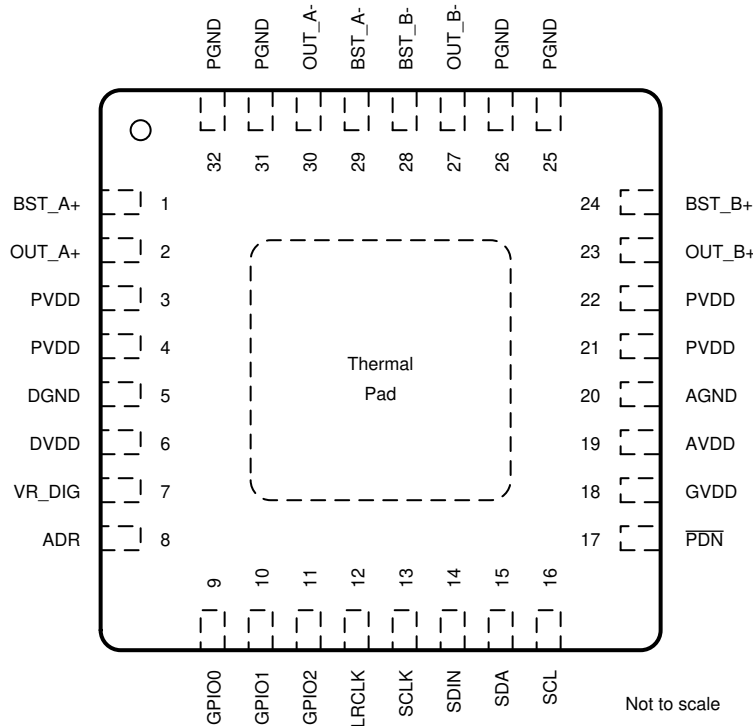 PGND PGND OUT_A- BST_A- BST_B- OUT_B- PGND PGND
32 31 30 29 28 27 26 25
BST_A+ 1 24 BST_B+
OUT_A+ 2 23 OUT_B+
PVDD 3 22 PVDD
PVDD 4 21 PVDD
Thermal
Pad
DGND 5 20 AGND
DVDD 6 19 AVDD
VR_DIG 7 18 GVDD
ADR 8 17 PDN
9 10 11 12 13 14 15 16
GPIO0 GPIO1 GPIO2 LRCLK SCLK SDIN SDA SCL
Not to scale